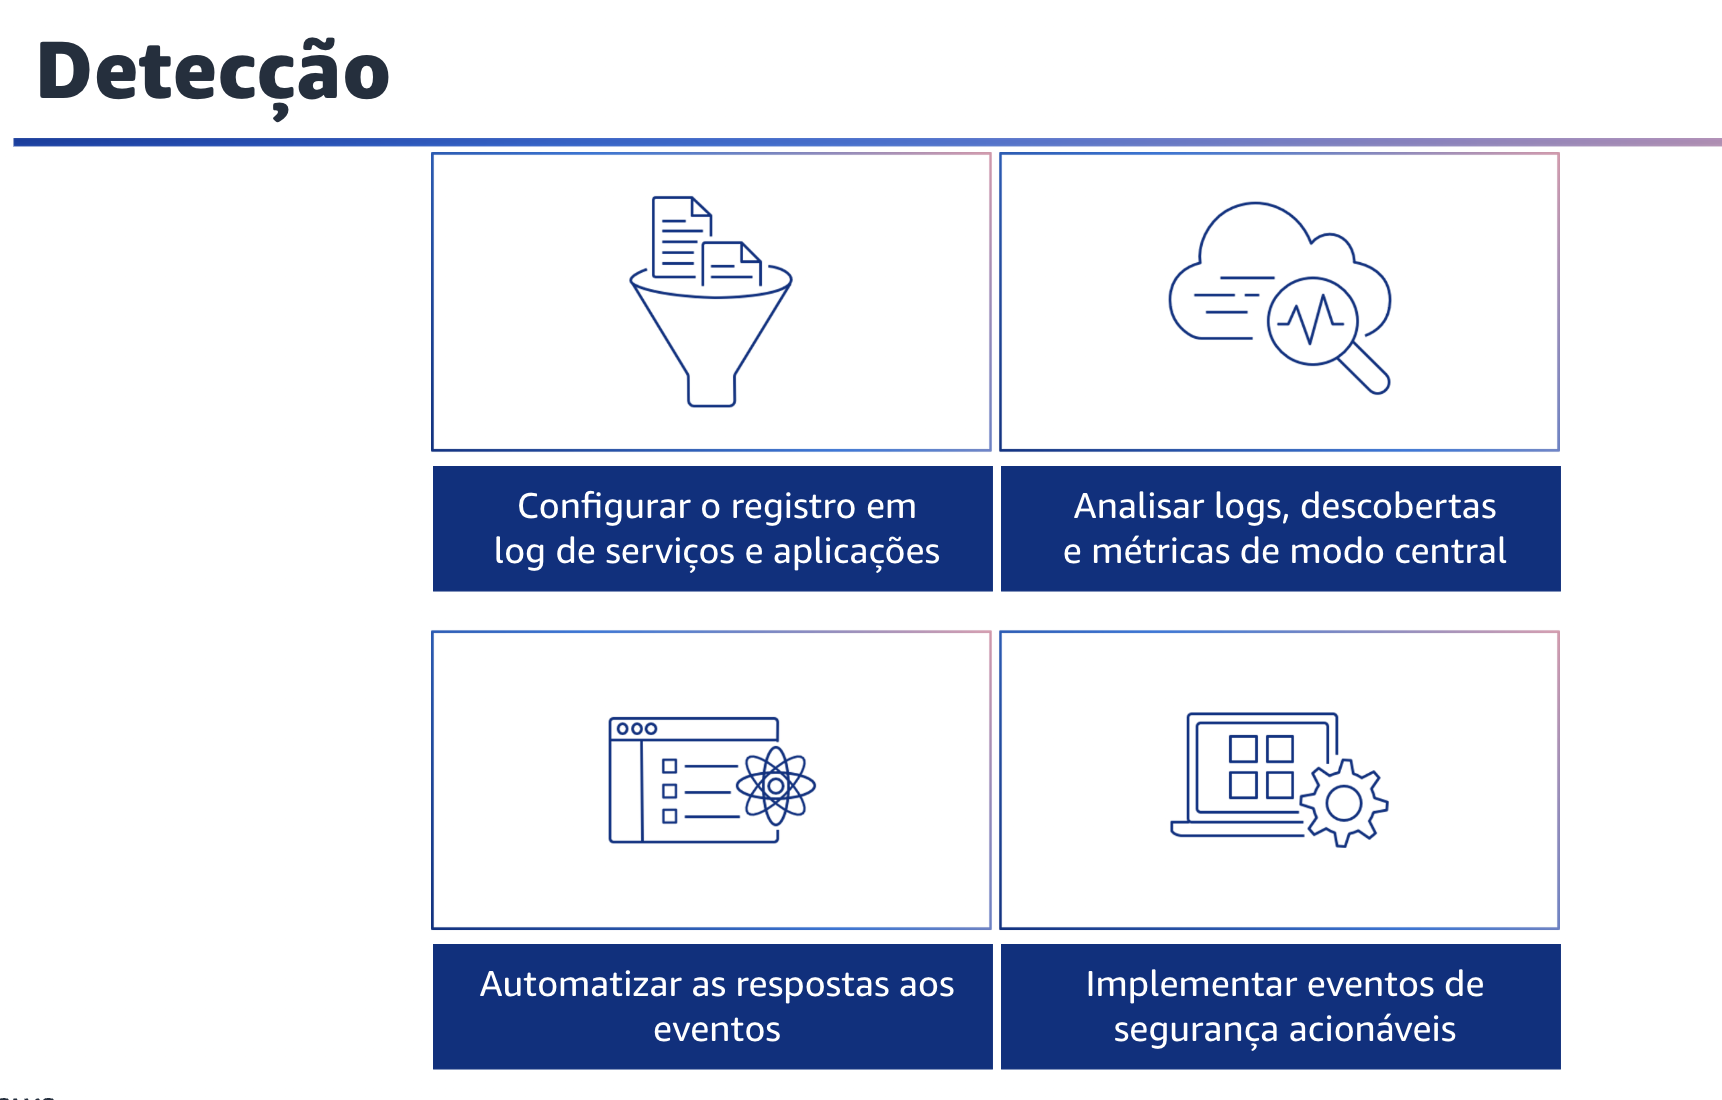 Detecção
Configurar o registro em
log de serviços e aplicações
Analisar logs, descobertas
e métricas de modo central
Automatizar as respostas aos
eventos
Implementar eventos de
segurança acionáveis